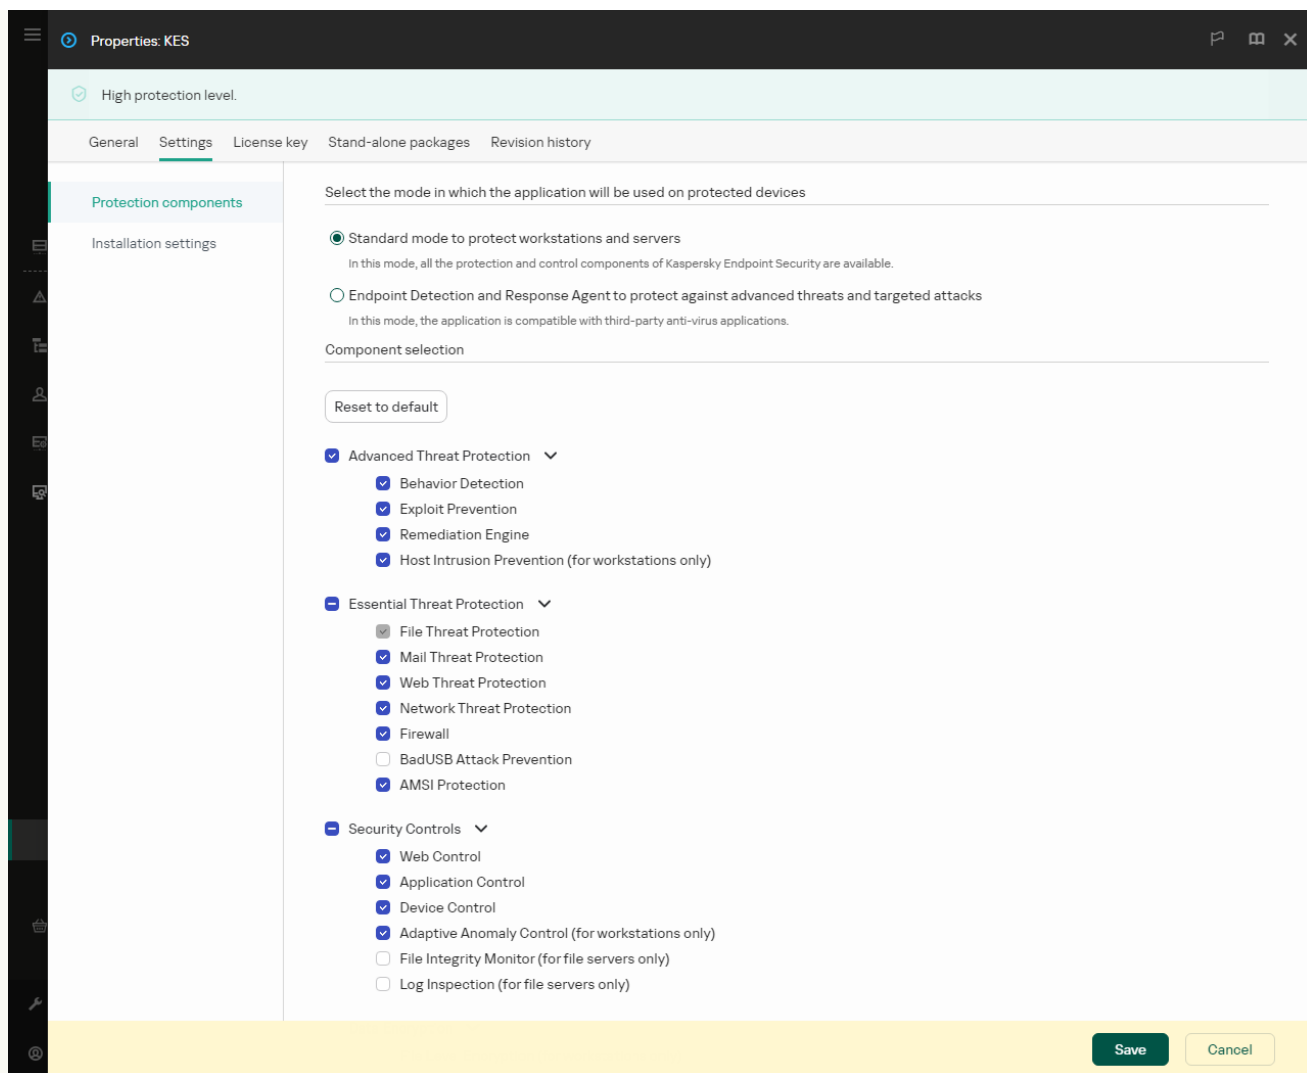 Properties: KES
High protection level.
General Settings License key Stand-alone packages Revision history
Protection components
Installation settings
Select the mode in which the application will be used on protected devices
Standard mode to protect workstations and servers
In this mode, all the protection and control components of Kaspersky Endpoint Security are available.
Endpoint Detection and Response Agent to protect against advanced threats and targeted attacks
In this mode, the application is compatible with third-party anti-virus applications.
Component selection
Reset to default
Advanced Threat Protection
Behavior Detection
Exploit Prevention
Remediation Engine
Host Intrusion Prevention (for workstations only)
Essential Threat Protection
File Threat Protection
Mail Threat Protection
Web Threat Protection
Network Threat Protection
Firewall
BadUSB Attack Prevention
AMSI Protection
Security Controls
Web Control
Application Control
Device Control
Adaptive Anomaly Control (for workstations only)
File Integrity Monitor (for file servers only)
Log Inspection (for file servers only)
Save Cancel